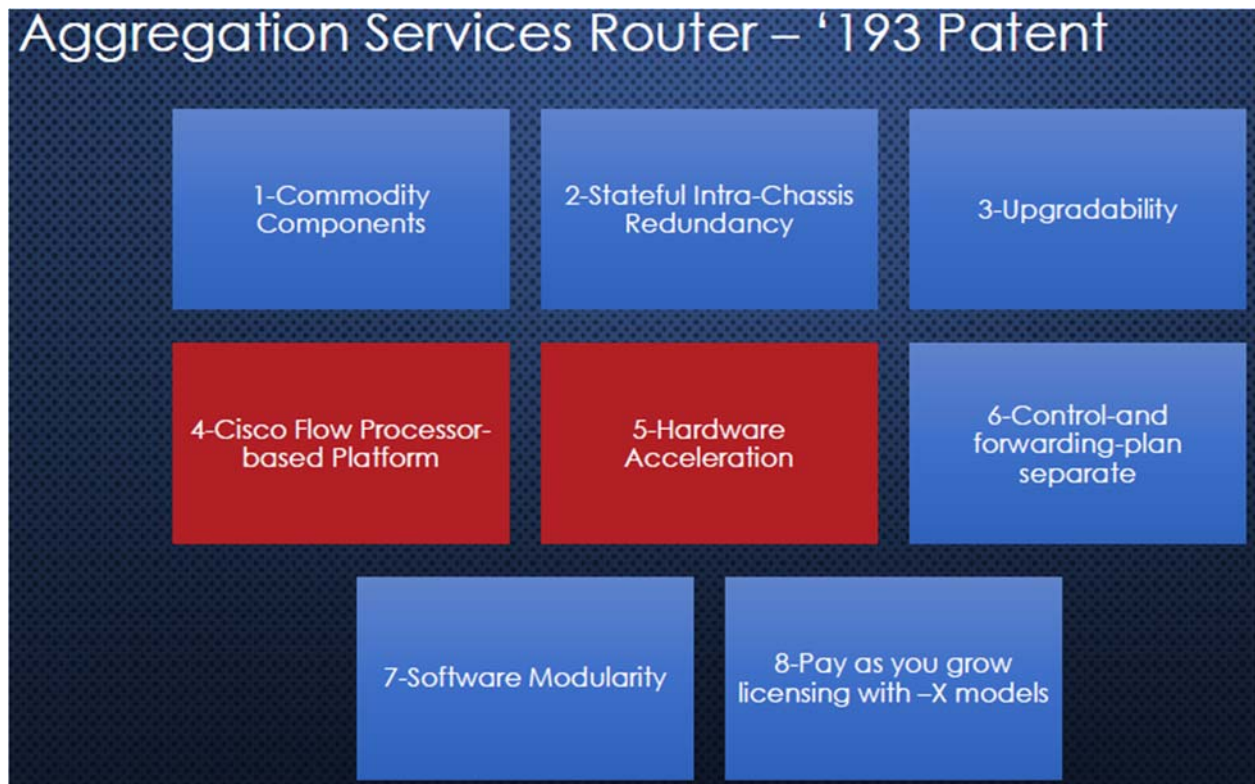 Aggregation Services Router – ‘193 Patent
1-Commodity
Components
2-Stateful Intra-Chassis
Redundancy
3-Upgradability
4-Cisco Flow Processor-
based Platform
5-Hardware
Acceleration
6-Control-and
forwarding-plan
separate
7-Software Modularity
8-Pay as you grow
licensing with –X models